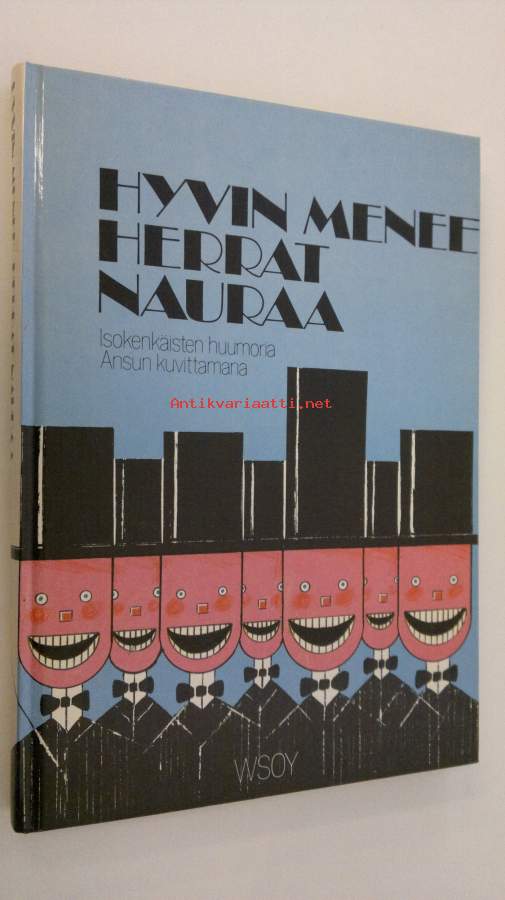 HYVIN MENEE
HERRAT
NAURAA
Isokenkäisten huumoria
Ansun kuvittamana
Antikvariaatti.net
WSOY